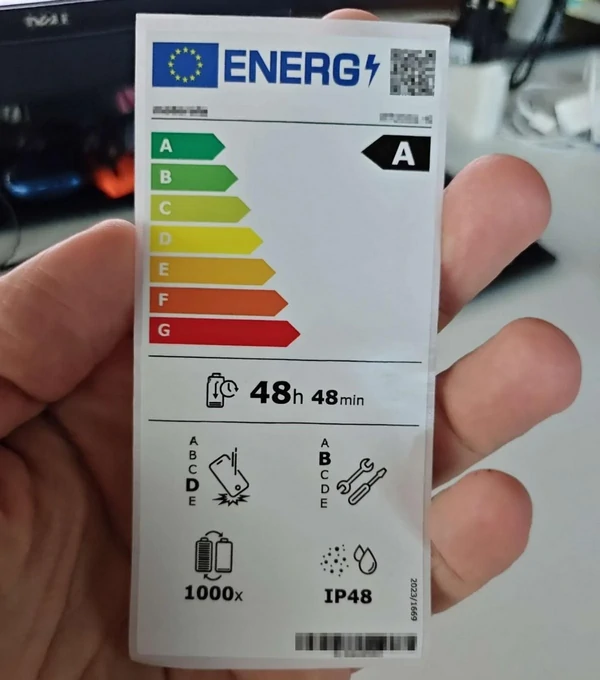 ENERG
A
A
B
C
D
E
F
G
48h 48min
A
B
C
D
E
A
B
C
D
E
1000x
IP48
2023/1669